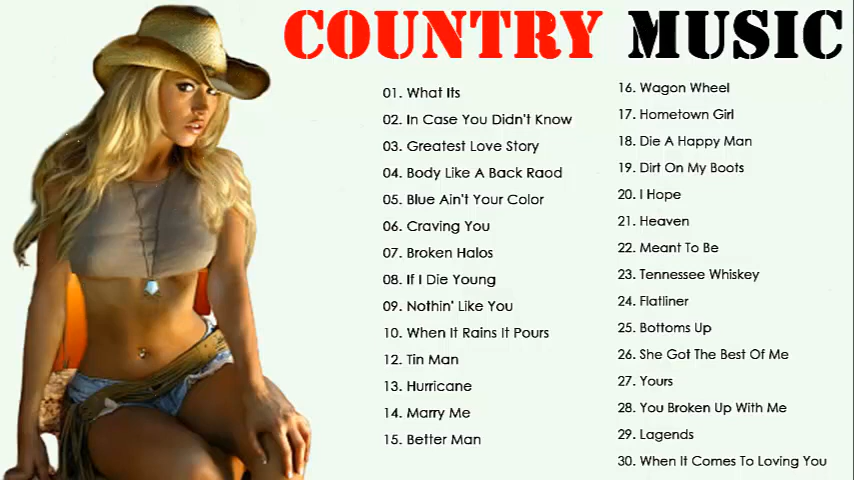 COUNTRY MUSIC
01. What Its
02. In Case You Didn't Know
03. Greatest Love Story
04. Body Like A Back Raod
05. Blue Ain't Your Color
06. Craving You
07. Broken Halos
08. If I Die Young
09. Nothin' Like You
10. When It Rains It Pours
12. Tin Man
13. Hurricane
14. Marry Me
15. Better Man
16. Wagon Wheel
17. Hometown Girl
18. Die A Happy Man
19. Dirt On My Boots
20. I Hope
21. Heaven
22. Meant To Be
23. Tennessee Whiskey
24. Flatliner
25. Bottoms Up
26. She Got The Best Of Me
27. Yours
28. You Broken Up With Me
29. Lagends
30. When It Comes To Loving You